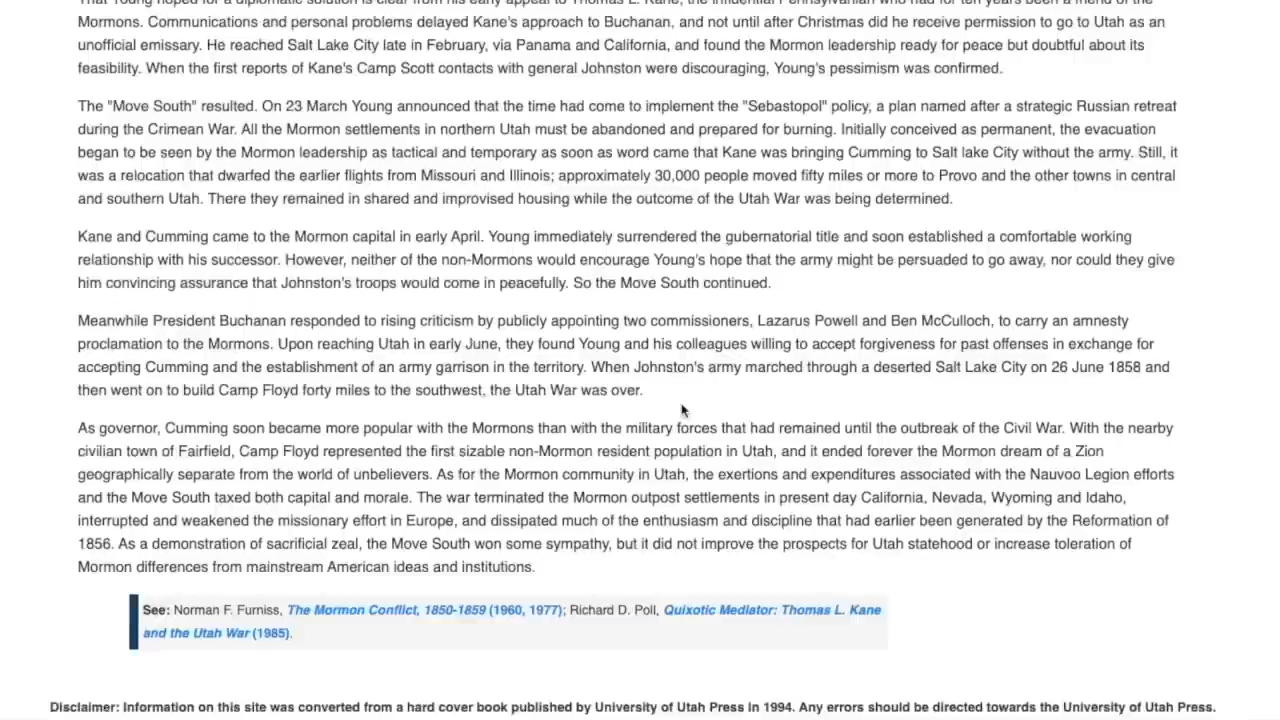 That Young hoped for a diplomatic solution is clear from his early appeal to Thomas L. Kane, the influential Pennsylvanian who had for ten years been a friend of the
Mormons. Communications and personal problems delayed Kane's approach to Buchanan, and not until after Christmas did he receive permission to go to Utah as an
unofficial emissary. He reached Salt Lake City late in February, via Panama and California, and found the Mormon leadership ready for peace but doubtful about its
feasibility. When the first reports of Kane's Camp Scott contacts with general Johnston were discouraging, Young's pessimism was confirmed.
The "Move South" resulted. On 23 March Young announced that the time had come to implement the "Sebastopol" policy, a plan named after a strategic Russian retreat
during the Crimean War. All the Mormon settlements in northern Utah must be abandoned and prepared for burning. Initially conceived as permanent, the evacuation
began to be seen by the Mormon leadership as tactical and temporary as soon as word came that Kane was bringing Cumming to Salt lake City without the army. Still, it
was a relocation that dwarfed the earlier flights from Missouri and Illinois; approximately 30,000 people moved fifty miles or more to Provo and the other towns in central
and southern Utah. There they remained in shared and improvised housing while the outcome of the Utah War was being determined.
Kane and Cumming came to the Mormon capital in early April. Young immediately surrendered the gubernatorial title and soon established a comfortable working
relationship with his successor. However, neither of the non-Mormons would encourage Young's hope that the army might be persuaded to go away, nor could they give
him convincing assurance that Johnston's troops would come in peacefully. So the Move South continued.
Meanwhile President Buchanan responded to rising criticism by publicly appointing two commissioners, Lazarus Powell and Ben McCulloch, to carry an amnesty
proclamation to the Mormons. Upon reaching Utah in early June, they found Young and his colleagues willing to accept forgiveness for past offenses in exchange for
accepting Cumming and the establishment of an army garrison in the territory. When Johnston's army marched through a deserted Salt Lake City on 26 June 1858 and
then went on to build Camp Floyd forty miles to the southwest, the Utah War was over.
As governor, Cumming soon became more popular with the Mormons than with the military forces that had remained until the outbreak of the Civil War. With the nearby
civilian town of Fairfield, Camp Floyd represented the first sizable non-Mormon resident population in Utah, and it ended forever the Mormon dream of a Zion
geographically separate from the world of unbelievers. As for the Mormon community in Utah, the exertions and expenditures associated with the Nauvoo Legion efforts
and the Move South taxed both capital and morale. The war terminated the Mormon outpost settlements in present day California, Nevada, Wyoming and Idaho,
interrupted and weakened the missionary effort in Europe, and dissipated much of the enthusiasm and discipline that had earlier been generated by the Reformation of
1856. As a demonstration of sacrificial zeal, the Move South won some sympathy, but it did not improve the prospects for Utah statehood or increase toleration of
Mormon differences from mainstream American ideas and institutions.
See: Norman F. Furniss, The Mormon Conflict, 1850-1859 (1960, 1977); Richard D. Poll, Quixotic Mediator: Thomas L. Kane
and the Utah War (1985).
Disclaimer: Information on this site was converted from a hard cover book published by University of Utah Press in 1994. Any errors should be directed towards the University of Utah Press.